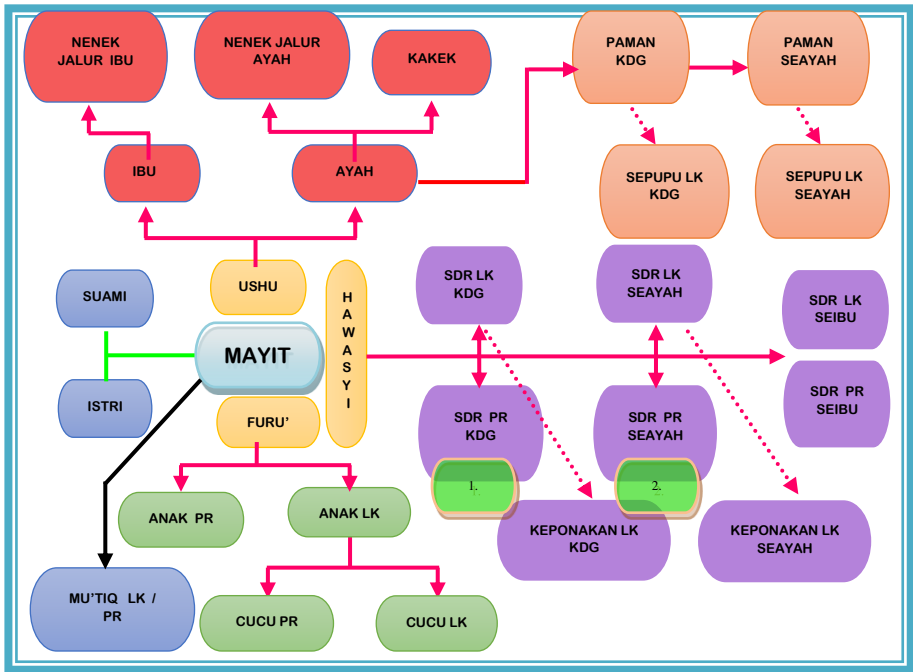 NENEK
JALUR IBU
NENEK JALUR
AYAH
KAKEK
PAMAN
KDG
PAMAN
SEAYAH
IBU
AYAH
SEPUPU LK
KDG
SEPUPU LK
SEAYAH
SUAMI
USHU
HAWASYI
SDR LK
KDG
SDR LK
SEAYAH
SDR LK
SEIBU
MAYIT
ISTRI
FURU’
SDR PR
KDG
SDR PR
SEAYAH
SDR PR
SEIBU
1.
2.
ANAK PR
ANAK LK
KEPONAKAN LK
KDG
KEPONAKAN LK
SEAYAH
MU’TIQ LK /
PR
CUCU PR
CUCU LK